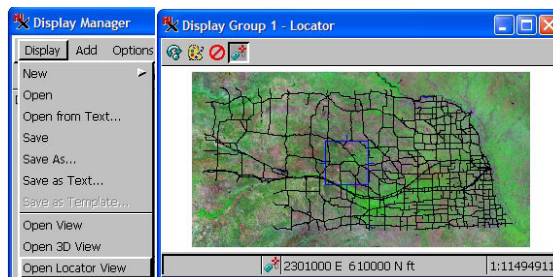 Display Manager
Display Add Options
New
Open
Open from Text...
Save
Save As...
Save as Text...
Save as Template...
Open View
Open 3D View
Open Locator View
Display Group 1 - Locator
2301000 E 610000 N ft
1:11494911